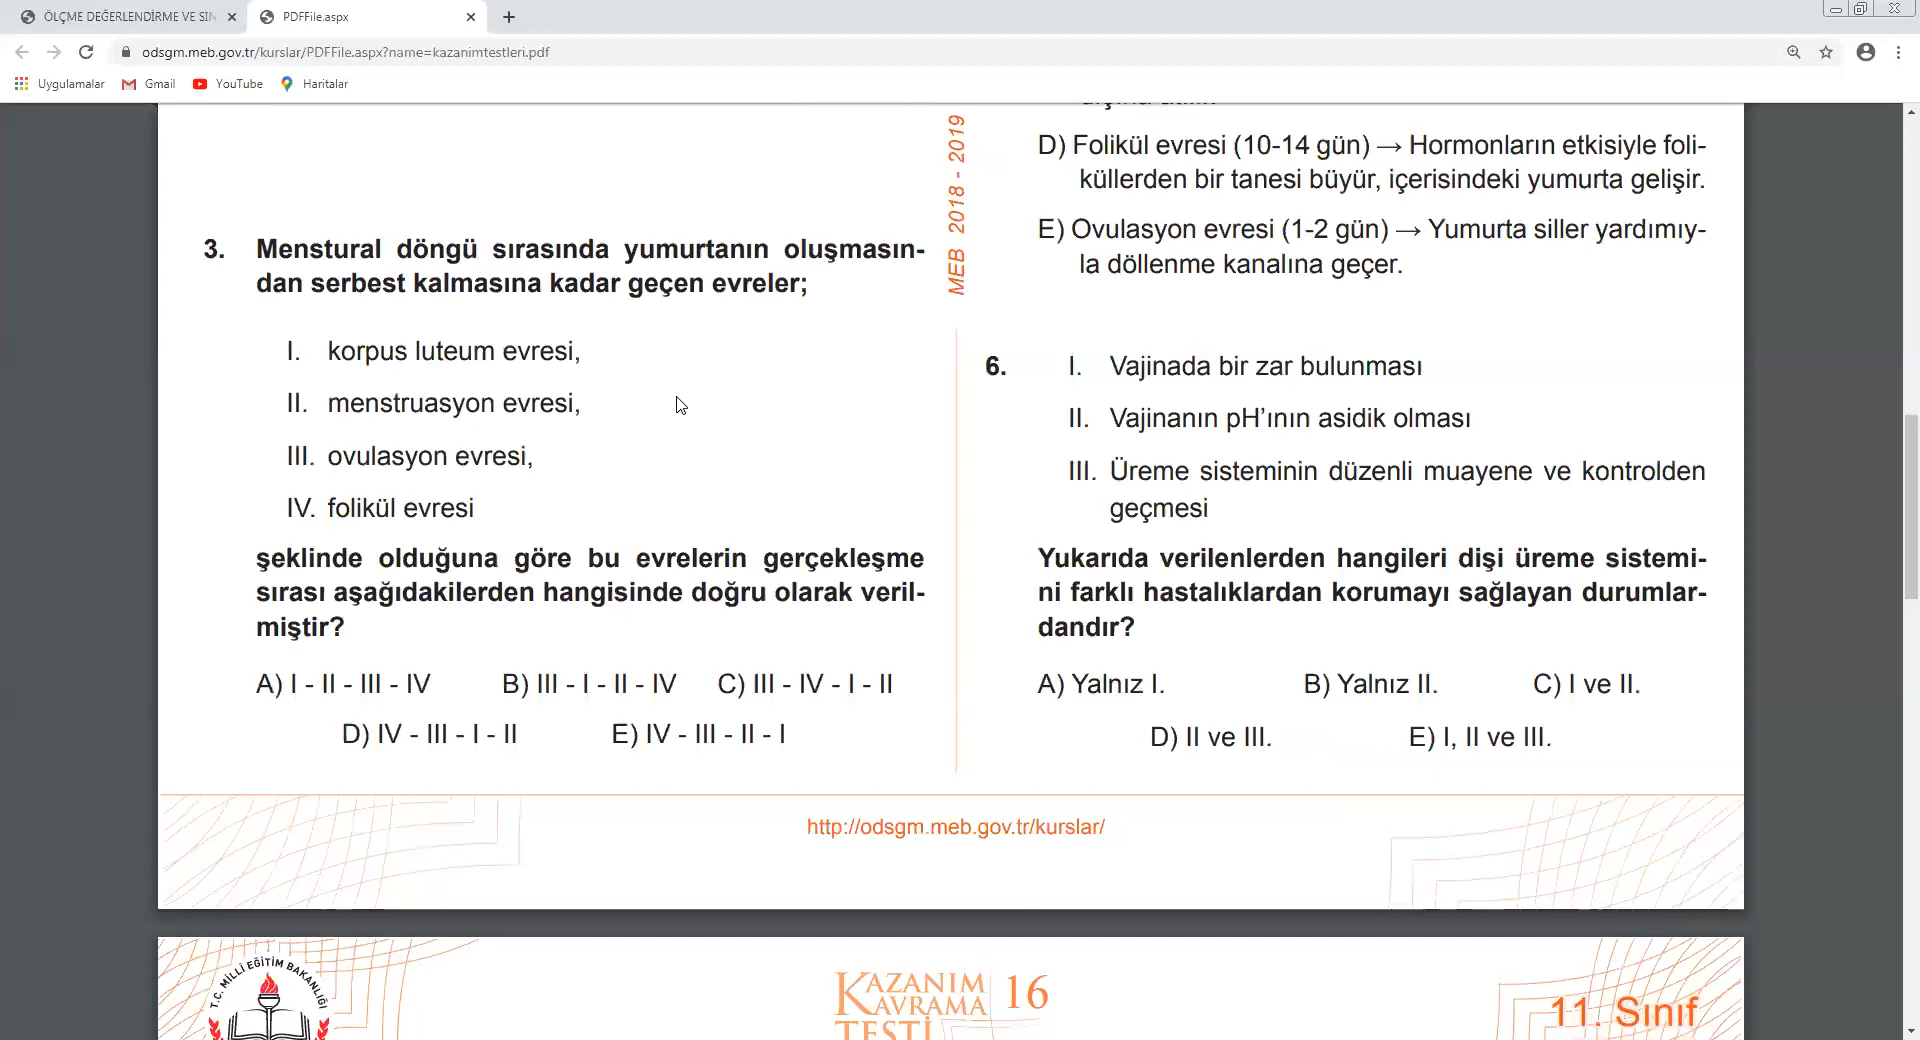 ÖLÇME DEĞERLENDİRME VE SIN
PDFFile.aspx
odsgm.meb.gov.tr/kurslar/PDFFile.aspx?name=kazanimtestleri.pdf
Uygulamalar
Gmail
YouTube
Haritalar
3. Menstural döngü sırasında yumurtanın oluşmasın-
dan serbest kalmasına kadar geçen evreler;
I. korpus luteum evresi,
II. menstruasyon evresi,
III. ovulasyon evresi,
IV. folikül evresi
şeklinde olduğuna göre bu evrelerin gerçekleşme
sırası aşağıdakilerden hangisinde doğru olarak veril-
miştir?
A) I - II - III - IV B) III - I - II - IV C) III - IV - I - II
D) IV - III - I - II E) IV - III - II - I
MEB 2018 - 2019
D) Folikül evresi (10-14 gün) → Hormonların etkisiyle foli-
küllerden bir tanesi büyür, içerisindeki yumurta gelişir.
E) Ovulasyon evresi (1-2 gün) → Yumurta siller yardımıy-
la döllenme kanalına geçer.
6. I. Vajinada bir zar bulunması
II. Vajinanın pH’ının asidik olması
III. Üreme sisteminin düzenli muayene ve kontrolden
geçmesi
Yukarıda verilenlerden hangileri dişi üreme sistemi-
ni farklı hastalıklardan korumayı sağlayan durumlar-
dandır?
A) Yalnız I. B) Yalnız II. C) I ve II.
D) II ve III. E) I, II ve III.
http://odsgm.meb.gov.tr/kurslar/
T.C. MİLLÎ EĞİTİM BAKANLIĞI
KAZANIM
KAVRAMA
TESTİ
16
11. Sınıf